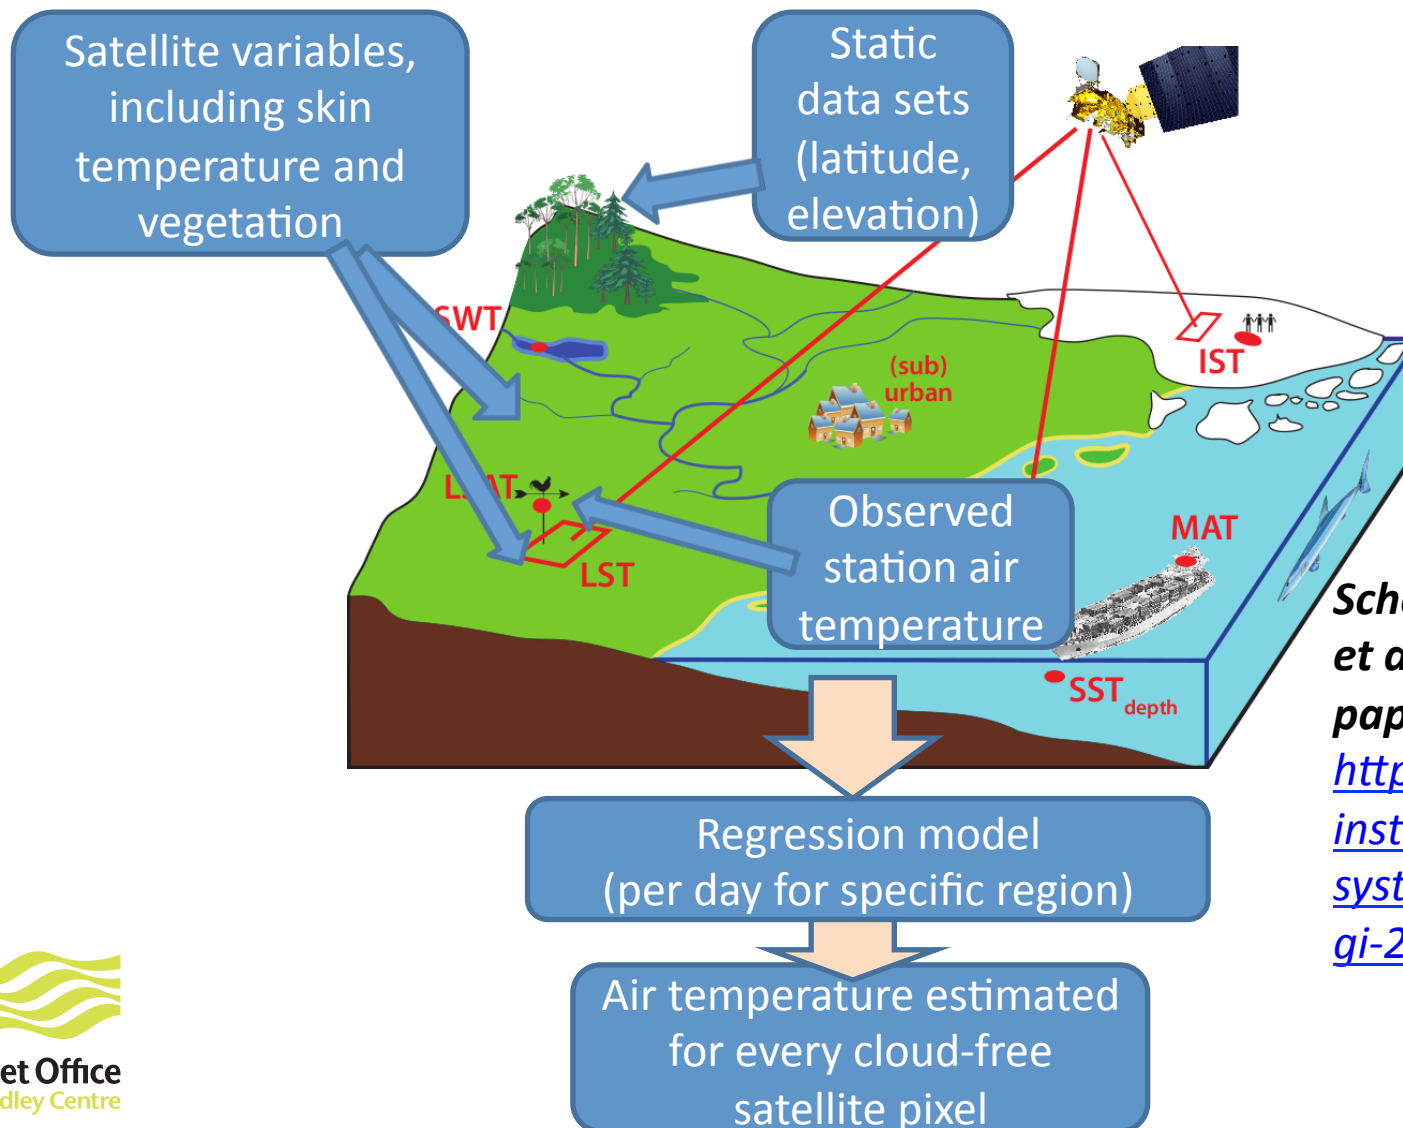 Satellite variables,
including skin
temperature and
vegetation
Static
data sets
(latitude,
elevation)
SWT
IST
(sub)
urban
LSAT
LST
Observed
station air
temperature
MAT
SST depth
et
Regression model
(per day for specific region)
Air temperature estimated
for every cloud-free
satellite pixel
et Office
dley Centre